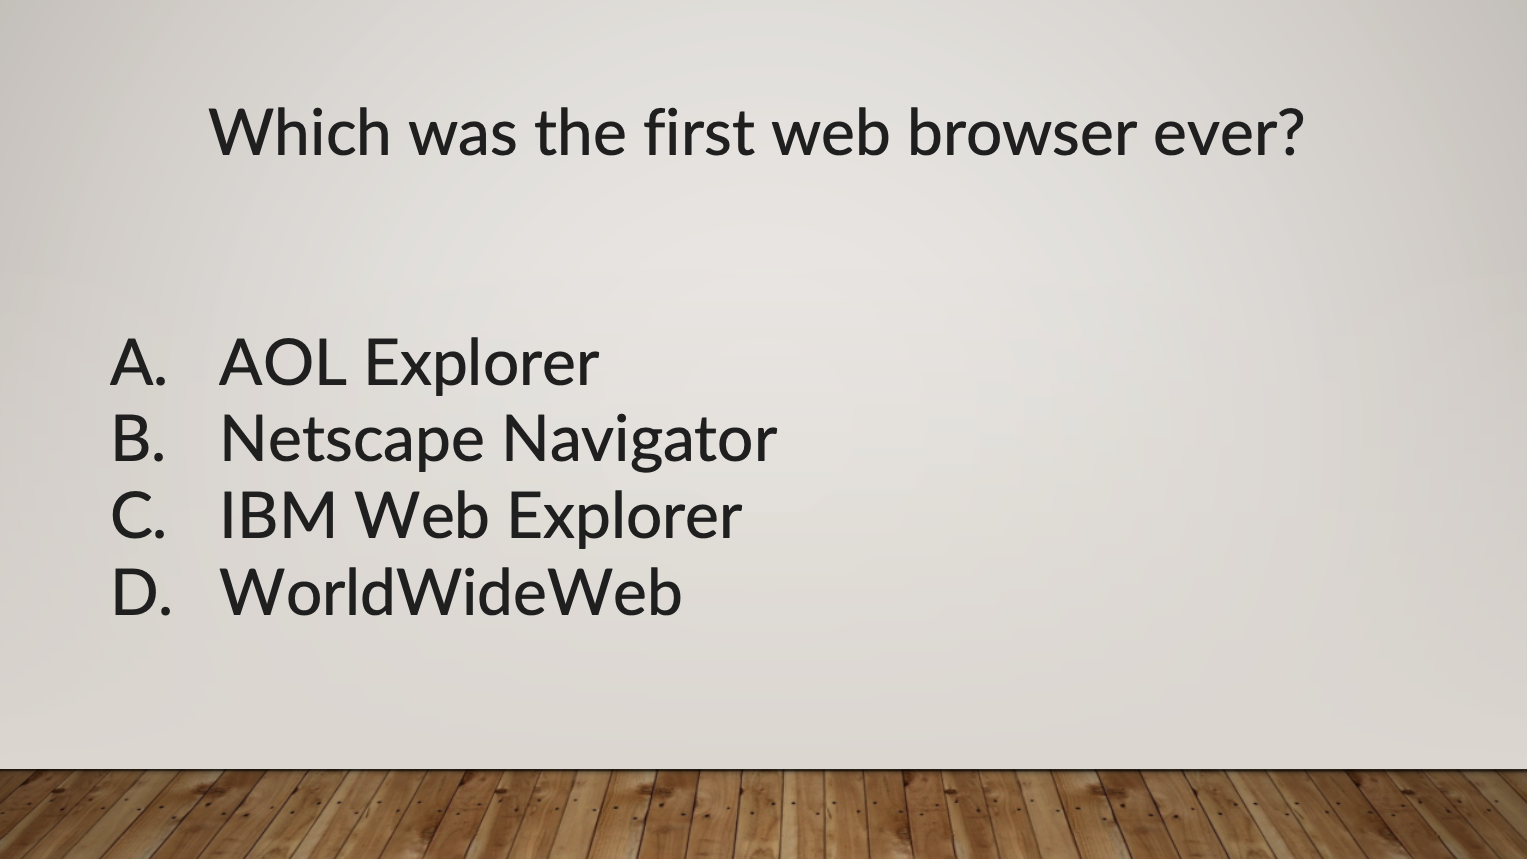 Which was the first web browser ever?
A. AOL Explorer
B. Netscape Navigator
C. IBM Web Explorer
D. WorldWideWeb